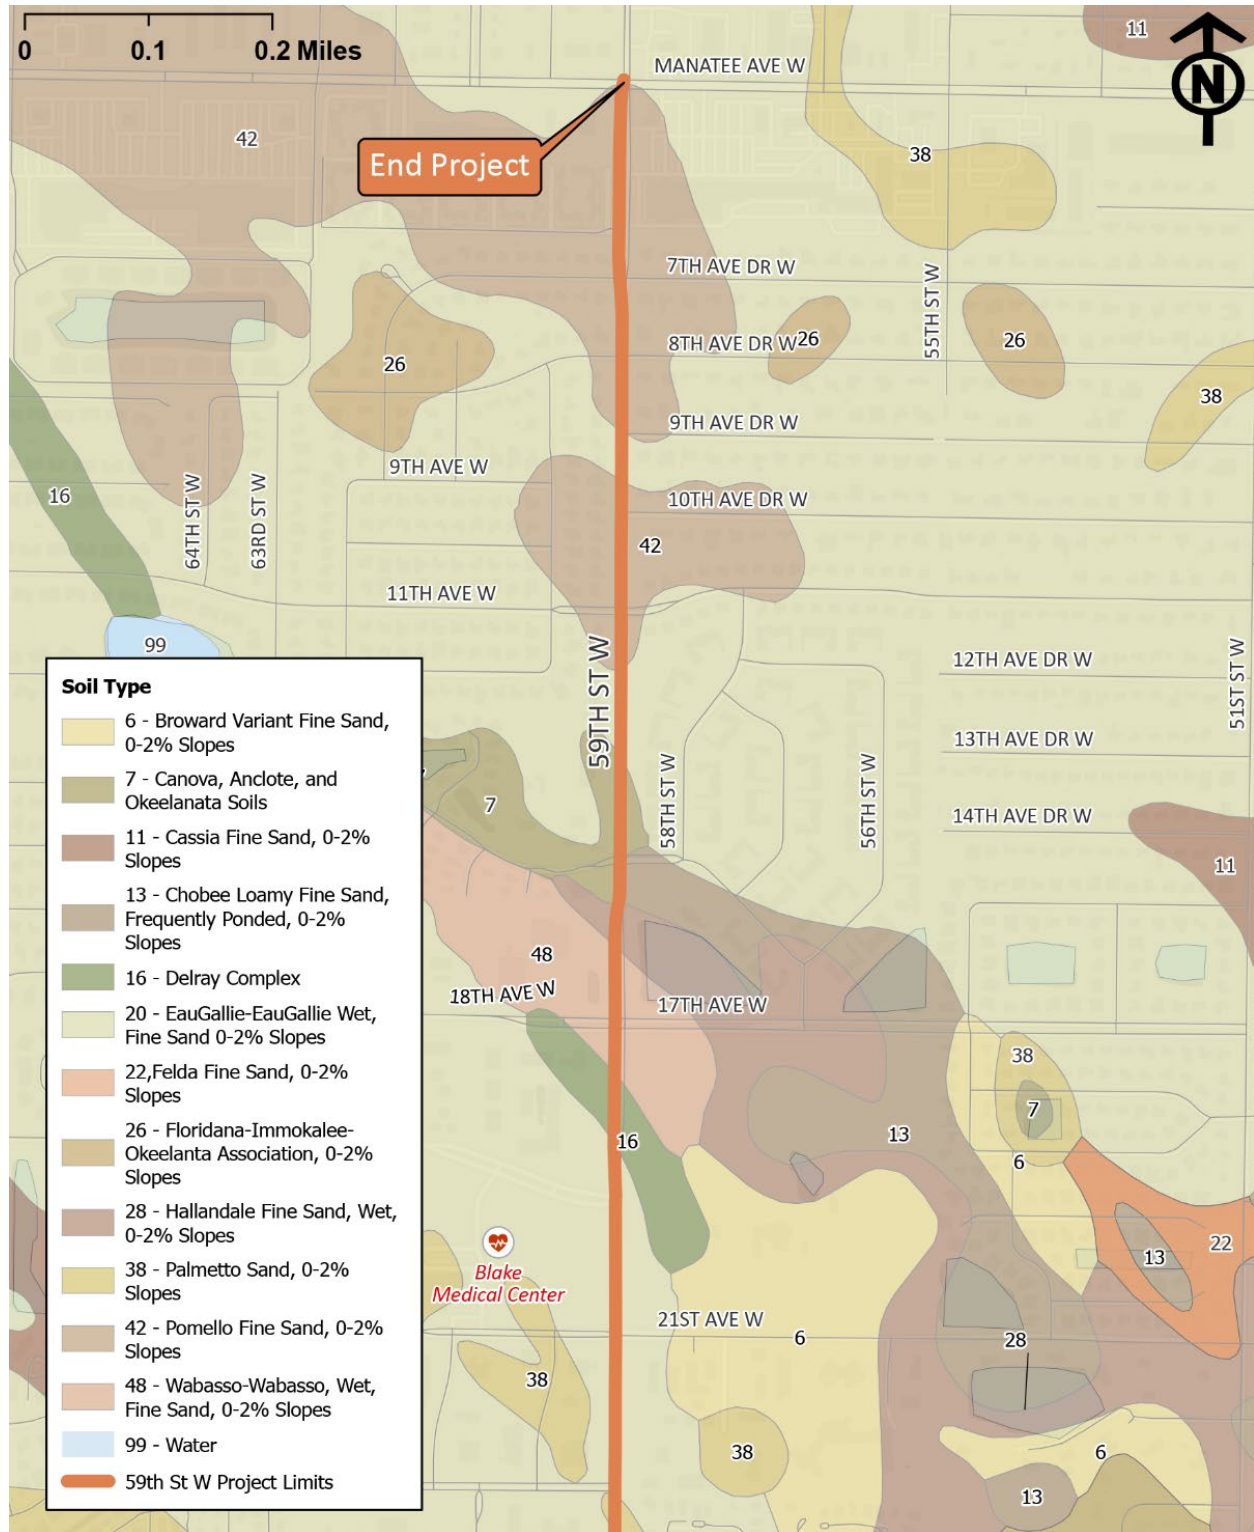 11
0 0.1 0.2 Miles
N
MANATEE AVE W
42
End Project
38
7TH AVE DR W
55TH ST W
8TH AVE DR W
26
26
26
38
9TH AVE DR W
9TH AVE W
16
64TH ST W
63RD ST W
10TH AVE DR W
42
11TH AVE W
99
59TH ST W
12TH AVE DR W
51ST ST W
13TH AVE DR W
7
58TH ST W
56TH ST W
14TH AVE DR W
11
48
18TH AVE W
17TH AVE W
38
7
16
13
6
22
13
Blake
Medical Center
21ST AVE W
6
28
38
38
6
13
Soil Type
6 - Broward Variant Fine Sand,
0-2% Slopes
7 - Canova, Anclote, and
Okeelanata Soils
11 - Cassia Fine Sand, 0-2%
Slopes
13 - Chobee Loamy Fine Sand,
Frequently Ponded, 0-2%
Slopes
16 - Delray Complex
20 - EauGallie-EauGallie Wet,
Fine Sand 0-2% Slopes
22,Felda Fine Sand, 0-2%
Slopes
26 - Floridana-Immokalee-
Okeelanta Association, 0-2%
Slopes
28 - Hallandale Fine Sand, Wet,
0-2% Slopes
38 - Palmetto Sand, 0-2%
Slopes
42 - Pomello Fine Sand, 0-2%
Slopes
48 - Wabasso-Wabasso, Wet,
Fine Sand, 0-2% Slopes
99 - Water
59th St W Project Limits